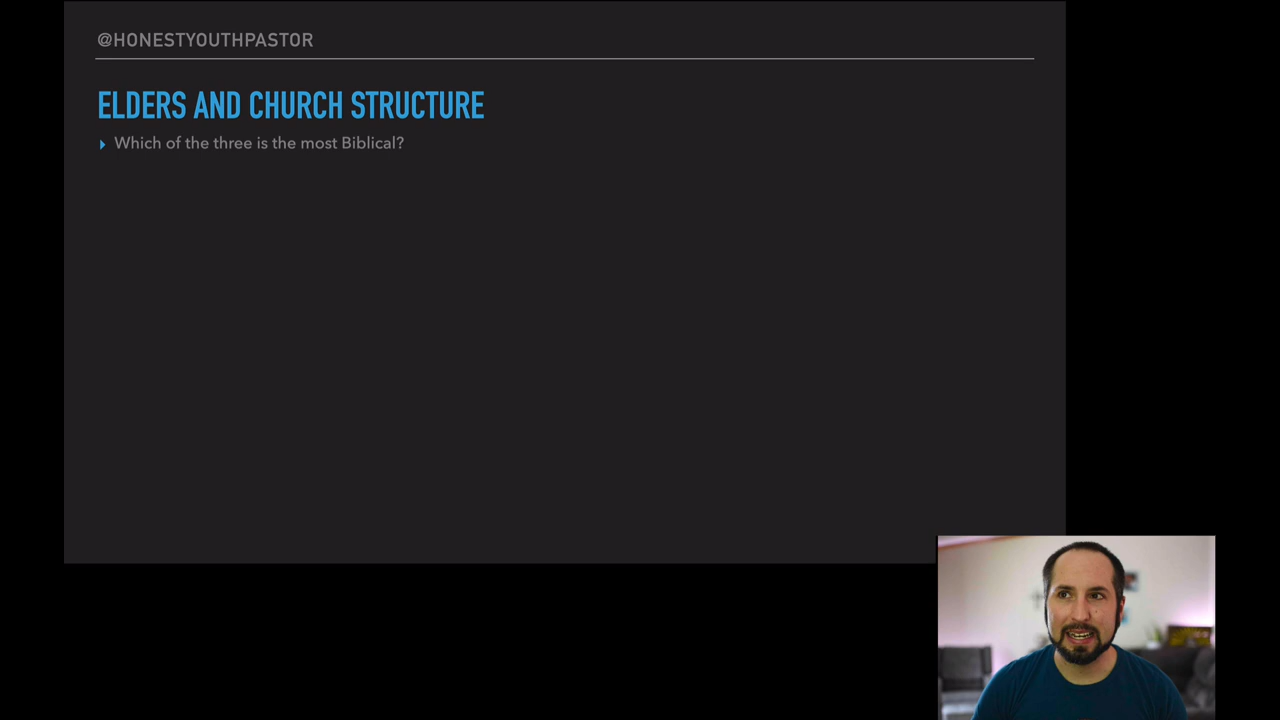 @HONESTYOUTHPASTOR
ELDERS AND CHURCH STRUCTURE
Which of the three is the most Biblical?